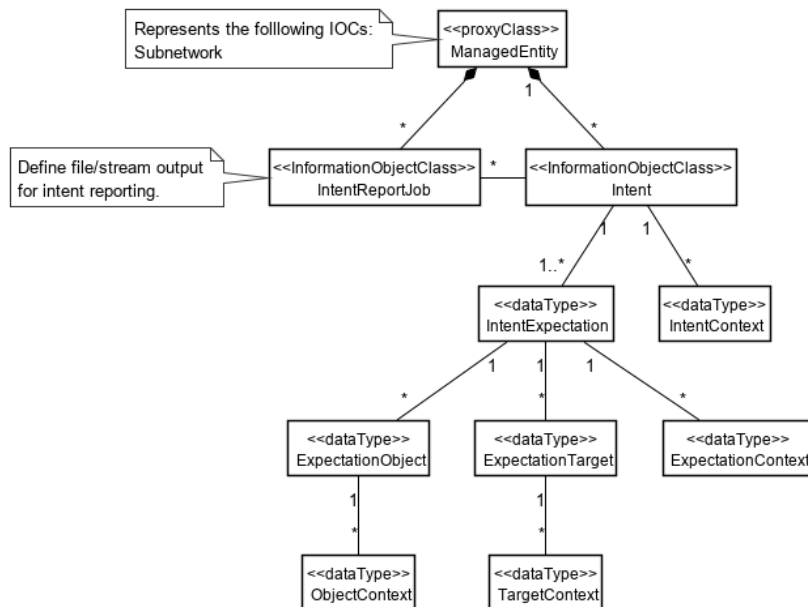 Represents the folllowing IOCs:
Subnetwork
<<proxyClass>>
ManagedEntity
1
*
*
Define file/stream output
for intent reporting.
<<InformationObjectClass>>
IntentReportJob
*
<<InformationObjectClass>>
Intent
1
1
1..*
*
<<dataType>>
IntentExpectation
<<dataType>>
IntentContext
1
1
1
*
*
*
<<dataType>>
ExpectationObject
<<dataType>>
ExpectationTarget
<<dataType>>
ExpectationContext
1
1
*
*
<<dataType>>
ObjectContext
<<dataType>>
TargetContext